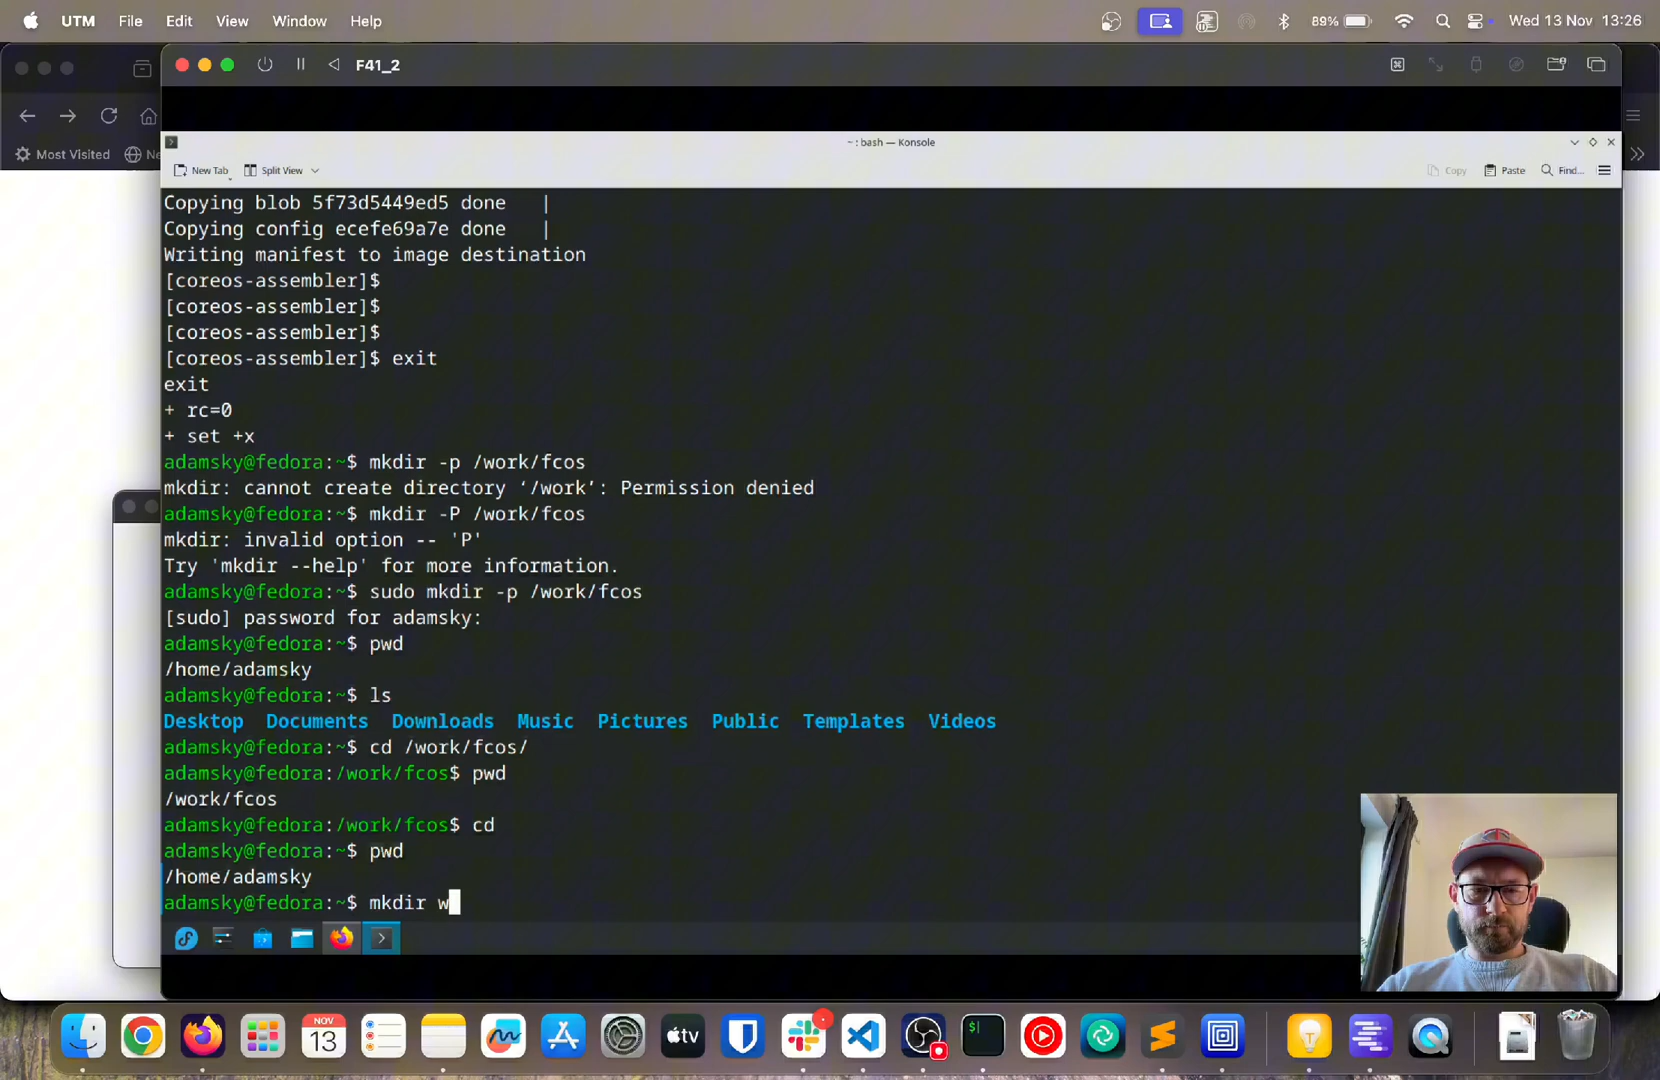 UTM File Edit View Window Help 89% Wed 13 Nov 13:26
F41_2
Most Visited
~ : bash — Konsole
New Tab Split View Copy Paste Find...
Copying blob 5f73d5449ed5 done |
Copying config ecefe69a7e done |
Writing manifest to image destination
[coreos-assembler]$
[coreos-assembler]$
[coreos-assembler]$
[coreos-assembler]$ exit
exit
+ rc=0
+ set +x
adamsky@fedora:~$ mkdir -p /work/fcos
mkdir: cannot create directory ‘/work’: Permission denied
adamsky@fedora:~$ mkdir -P /work/fcos
mkdir: invalid option -- 'P'
Try 'mkdir --help' for more information.
adamsky@fedora:~$ sudo mkdir -p /work/fcos
[sudo] password for adamsky:
adamsky@fedora:~$ pwd
/home/adamsky
adamsky@fedora:~$ ls
Desktop Documents Downloads Music Pictures Public Templates Videos
adamsky@fedora:~$ cd /work/fcos/
adamsky@fedora:/work/fcos$ pwd
/work/fcos
adamsky@fedora:/work/fcos$ cd
adamsky@fedora:~$ pwd
/home/adamsky
adamsky@fedora:~$ mkdir w
NOV
13
tv
$